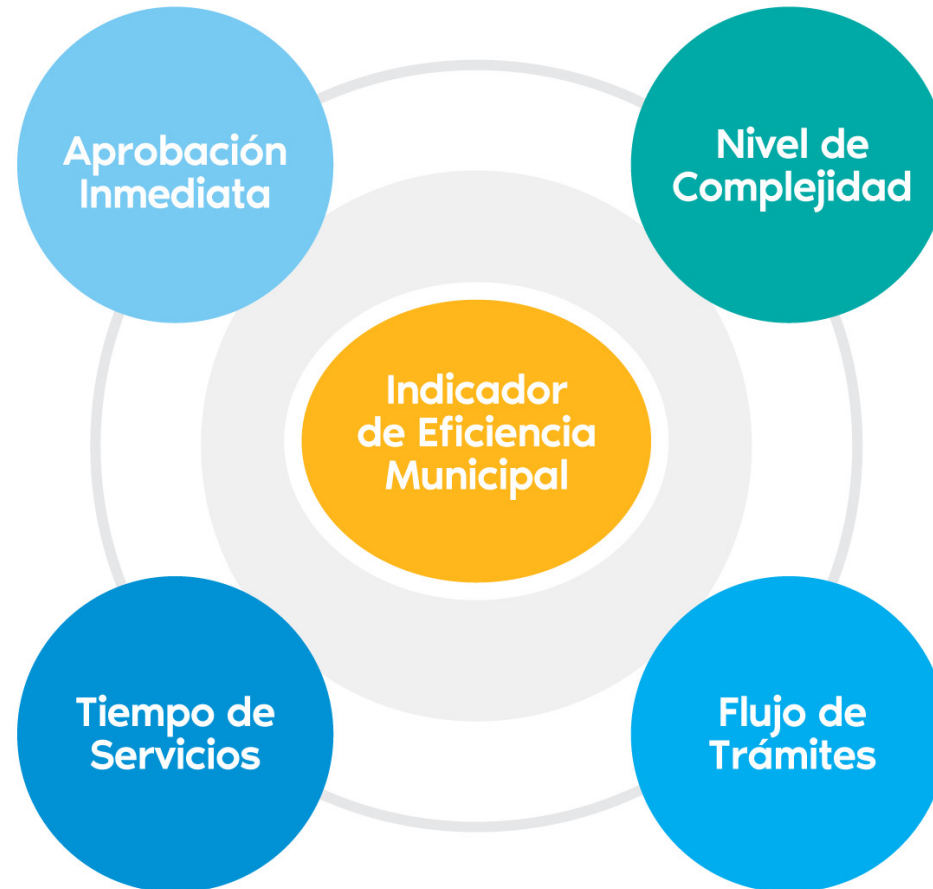 Aprobación
Inmediata
Nivel de
Complejidad
Indicador
de Eficiencia
Municipal
Tiempo de
Servicios
Flujo de
Trámites